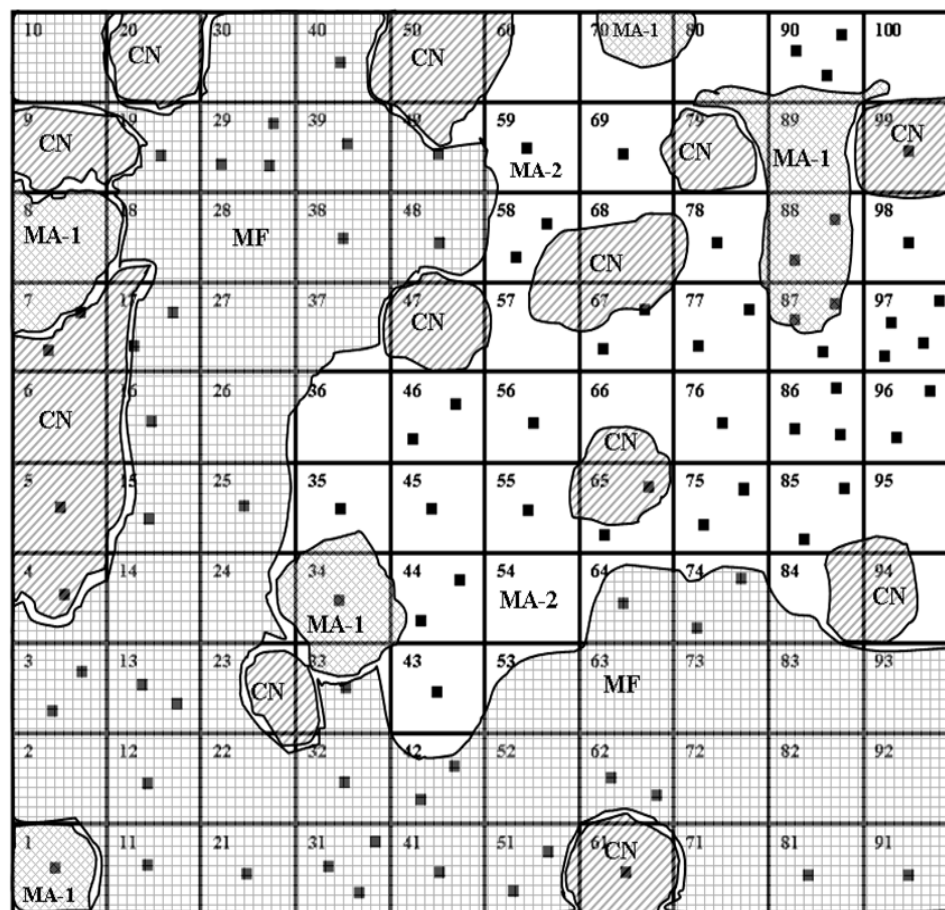 10 20 30 40 50 60 70 MA-1 80 90 100
CN CN
9 19 29 39 49 59 69 79 89 99
CN MA-2 CN MA-1 CN
8 18 28 38 48 58 68 78 88 98
MA-1 MF CN
7 17 27 37 47 57 67 77 87 97
CN
6 16 26 36 46 56 66 76 86 96
CN CN
5 15 25 35 45 55 65 75 85 95
4 14 24 34 44 54 64 74 84 94
MA-1 MA-2 CN
3 13 23 33 43 53 63 73 83 93
CN MF
2 12 22 32 42 52 62 72 82 92
1 11 21 31 41 51 61 CN 71 81 91
MA-1